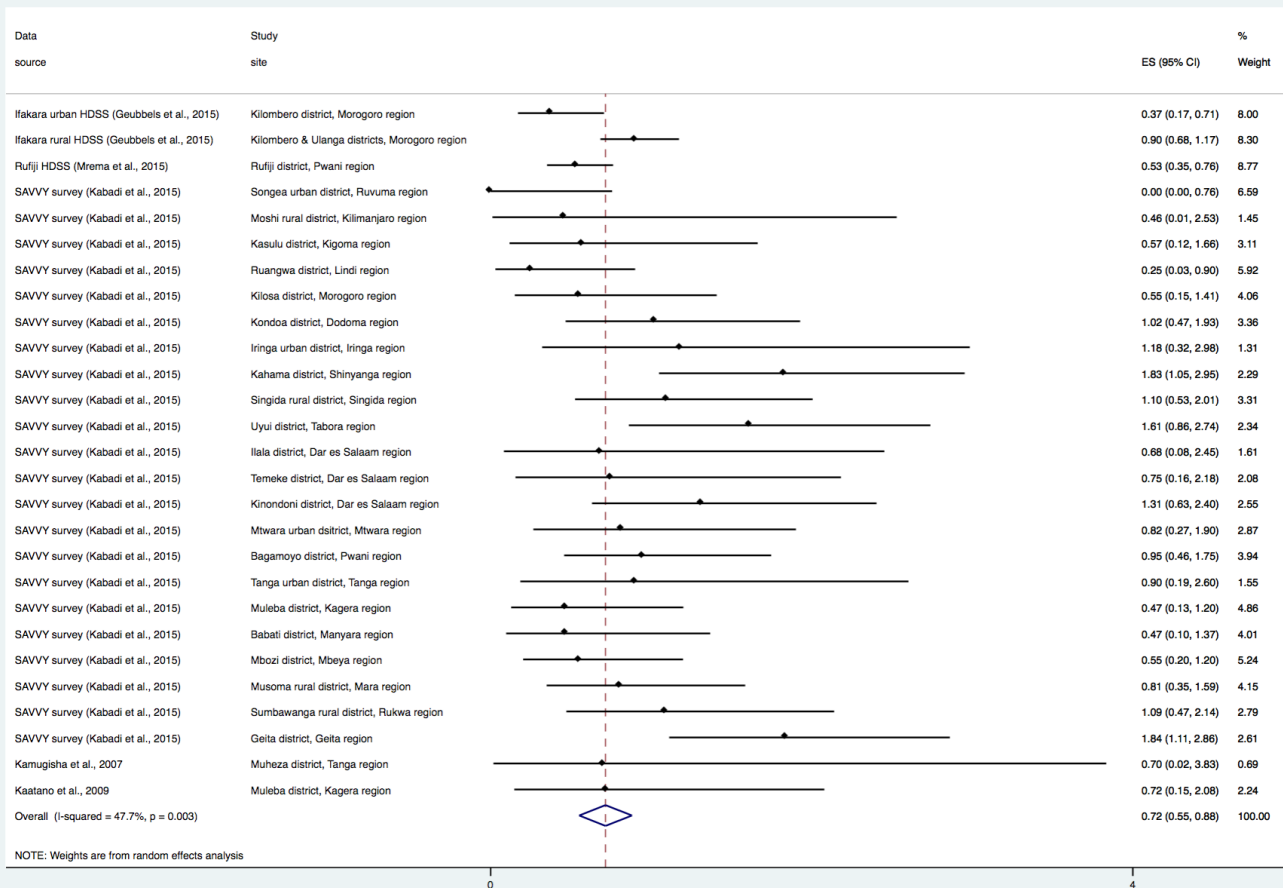 Data Study %
source site ES (95% CI) Weight
Ifakara urban HDSS (Geubbels et al., 2015) Kilombero district, Morogoro region 0.37 (0.17, 0.71) 8.00
Ifakara rural HDSS (Geubbels et al., 2015) Kilombero & Ulanga districts, Morogoro region 0.90 (0.68, 1.17) 8.30
Rufiji HDSS (Mrema et al., 2015) Rufiji district, Pwani region 0.53 (0.35, 0.76) 8.77
SAVVY survey (Kabadi et al., 2015) Songea urban district, Ruvuma region 0.00 (0.00, 0.76) 6.59
SAVVY survey (Kabadi et al., 2015) Moshi rural district, Kilimanjaro region 0.46 (0.01, 2.53) 1.45
SAVVY survey (Kabadi et al., 2015) Kasulu district, Kigoma region 0.57 (0.12, 1.66) 3.11
SAVVY survey (Kabadi et al., 2015) Ruangwa district, Lindi region 0.25 (0.03, 0.90) 5.92
SAVVY survey (Kabadi et al., 2015) Kilosa district, Morogoro region 0.55 (0.15, 1.41) 4.06
SAVVY survey (Kabadi et al., 2015) Kondoa district, Dodoma region 1.02 (0.47, 1.93) 3.36
SAVVY survey (Kabadi et al., 2015) Iringa urban district, Iringa region 1.18 (0.32, 2.98) 1.31
SAVVY survey (Kabadi et al., 2015) Kahama district, Shinyanga region 1.83 (1.05, 2.95) 2.29
SAVVY survey (Kabadi et al., 2015) Singida rural district, Singida region 1.10 (0.53, 2.01) 3.31
SAVVY survey (Kabadi et al., 2015) Uyui district, Tabora region 1.61 (0.86, 2.74) 2.34
SAVVY survey (Kabadi et al., 2015) Ilala district, Dar es Salaam region 0.68 (0.08, 2.45) 1.61
SAVVY survey (Kabadi et al., 2015) Temeke district, Dar es Salaam region 0.75 (0.16, 2.18) 2.08
SAVVY survey (Kabadi et al., 2015) Kinondoni district, Dar es Salaam region 1.31 (0.63, 2.40) 2.55
SAVVY survey (Kabadi et al., 2015) Mtwara urban dsitrict, Mtwara region 0.82 (0.27, 1.90) 2.87
SAVVY survey (Kabadi et al., 2015) Bagamoyo district, Pwani region 0.95 (0.46, 1.75) 3.94
SAVVY survey (Kabadi et al., 2015) Tanga urban district, Tanga region 0.90 (0.19, 2.60) 1.55
SAVVY survey (Kabadi et al., 2015) Muleba district, Kagera region 0.47 (0.13, 1.20) 4.86
SAVVY survey (Kabadi et al., 2015) Babati district, Manyara region 0.47 (0.10, 1.37) 4.01
SAVVY survey (Kabadi et al., 2015) Mbozi district, Mbeya region 0.55 (0.20, 1.20) 5.24
SAVVY survey (Kabadi et al., 2015) Musoma rural district, Mara region 0.81 (0.35, 1.59) 4.15
SAVVY survey (Kabadi et al., 2015) Sumbawanga rural district, Rukwa region 1.09 (0.47, 2.14) 2.79
SAVVY survey (Kabadi et al., 2015) Geita district, Geita region 1.84 (1.11, 2.86) 2.61
Kamugisha et al., 2007 Muheza district, Tanga region 0.70 (0.02, 3.83) 0.69
Kaatano et al., 2009 Muleba district, Kagera region 0.72 (0.15, 2.08) 2.24
Overall (I-squared = 47.7%, p = 0.003) 0.72 (0.55, 0.88) 100.00
NOTE: Weights are from random effects analysis
0 4